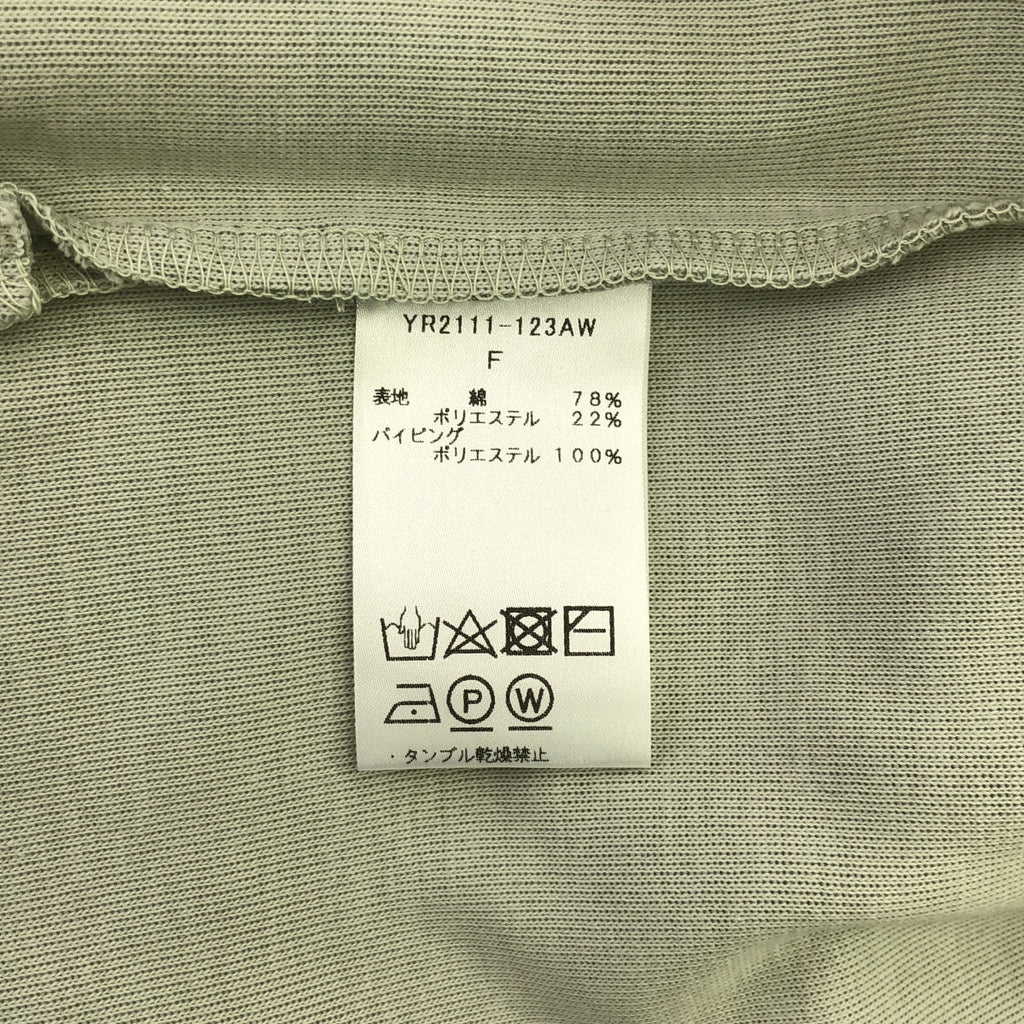 YR2111-123AW
F
表地 綿 78%
ポリエステル 22%
パイピング
ポリエステル 100%
P W
・タンブル乾燥禁止